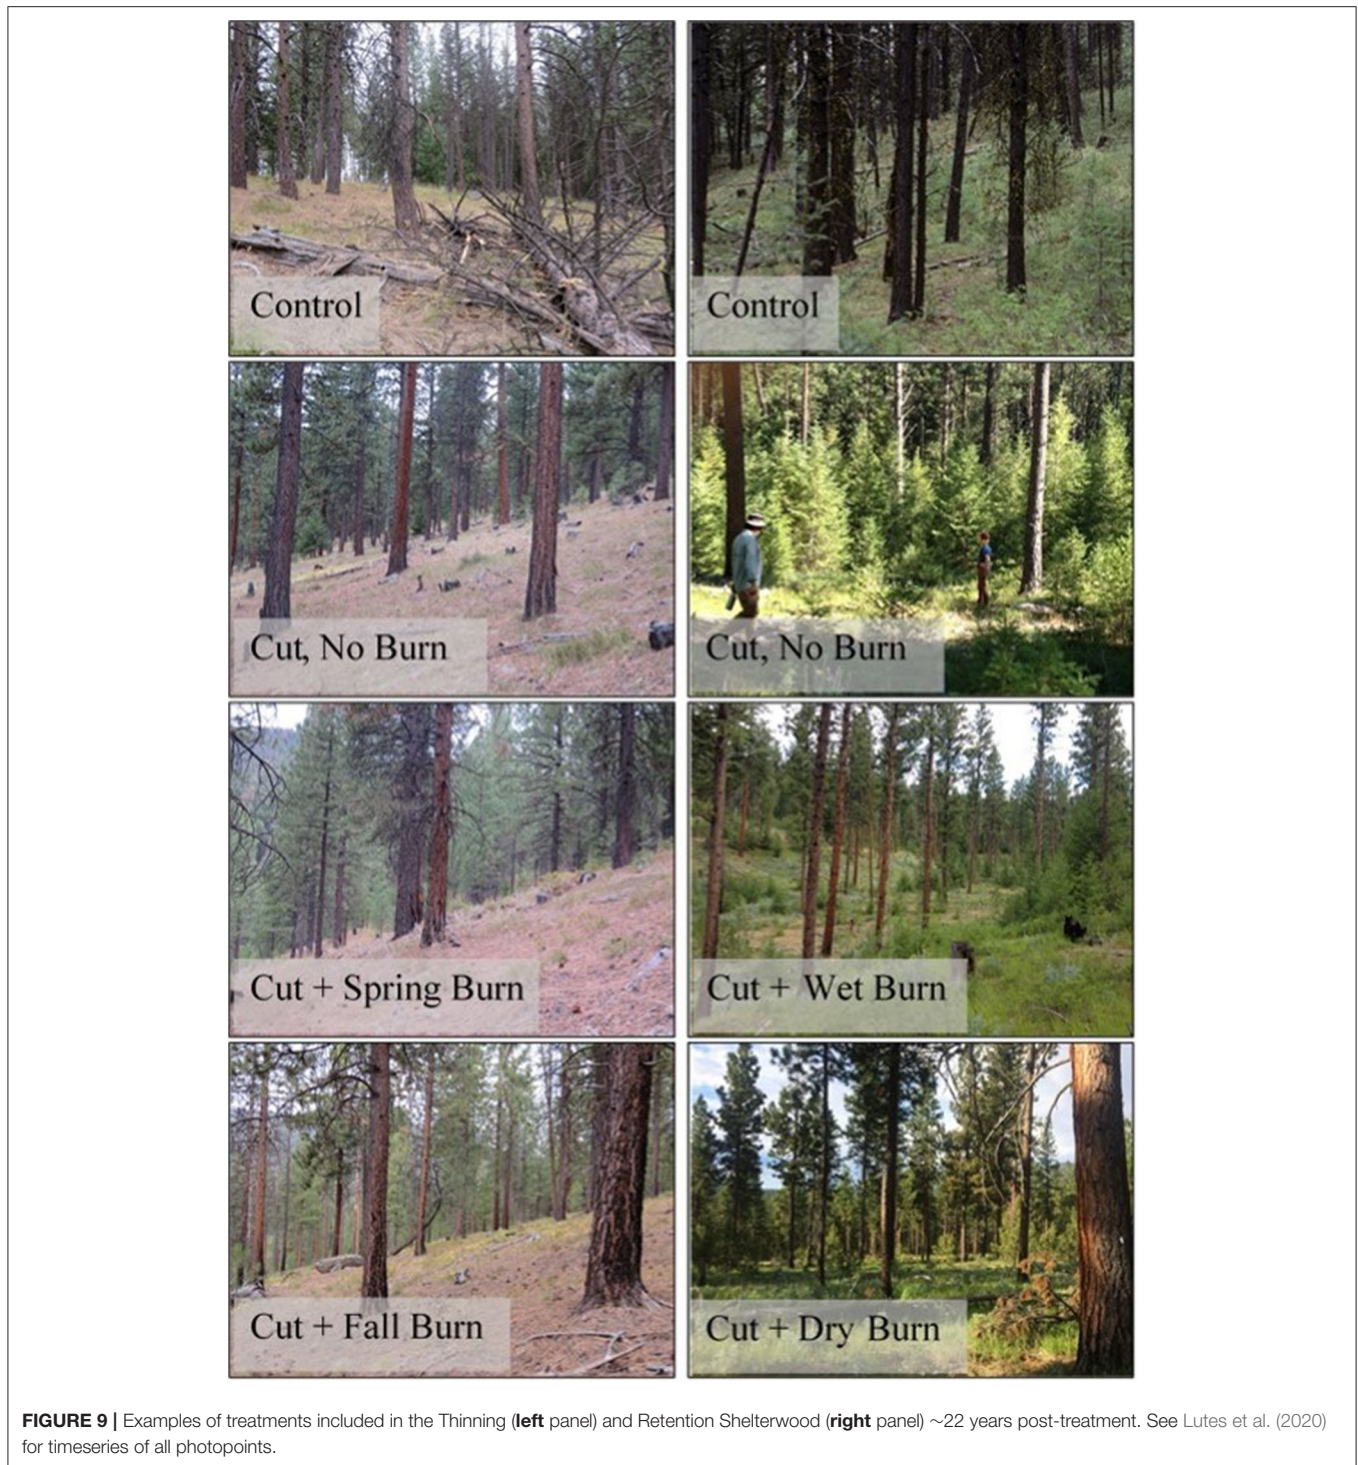 Control
Control
Cut, No Burn
Cut, No Burn
Cut + Spring Burn
Cut + Wet Burn
Cut + Fall Burn
Cut + Dry Burn
FIGURE 9 | Examples of treatments included in the Thinning (left panel) and Retention Shelterwood (right panel) ∼22 years post-treatment. See Lutes et al. (2020)
for timeseries of all photopoints.